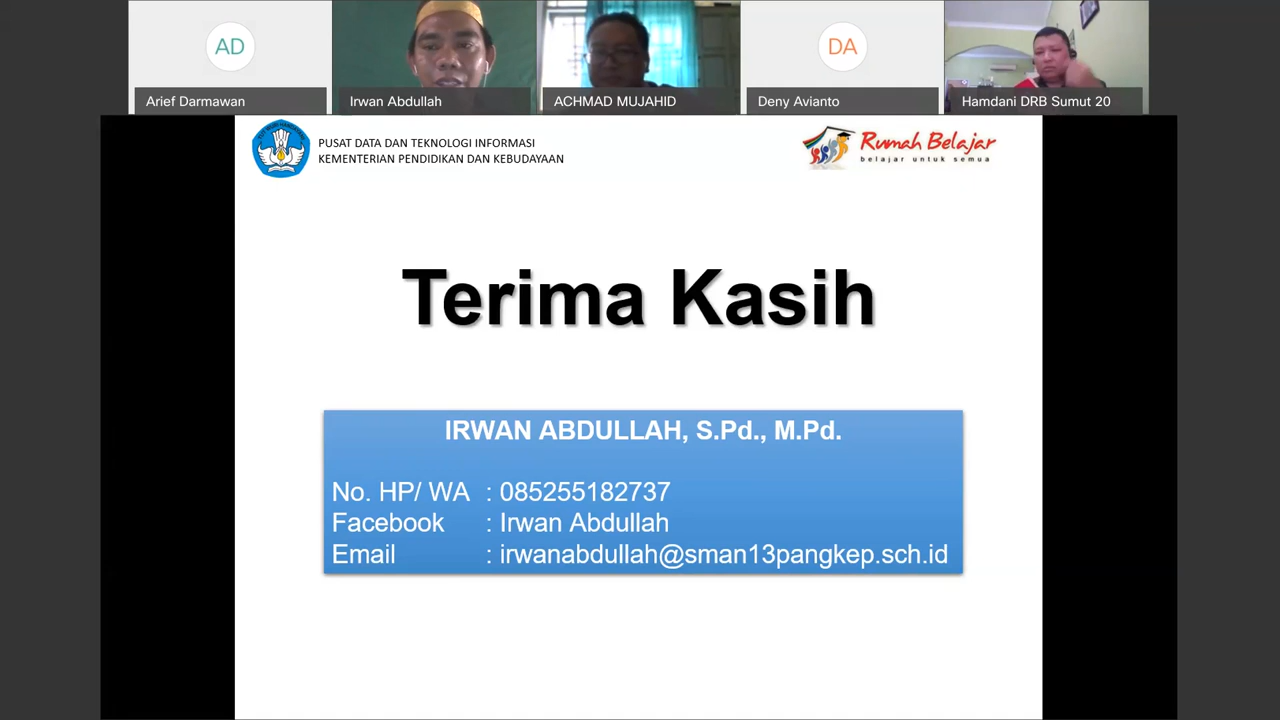 AD
DA
Arief Darmawan
Irwan Abdullah
ACHMAD MUJAHID
Deny Avianto
Hamdani DRB Sumut 20
PUSAT DATA DAN TEKNOLOGI INFORMASI
KEMENTERIAN PENDIDIKAN DAN KEBUDAYAAN
Rumah Belajar
belajar untuk semua
Terima Kasih
IRWAN ABDULLAH, S.Pd., M.Pd.
No. HP/ WA : 085255182737
Facebook : Irwan Abdullah
Email : irwanabdullah@sman13pangkep.sch.id